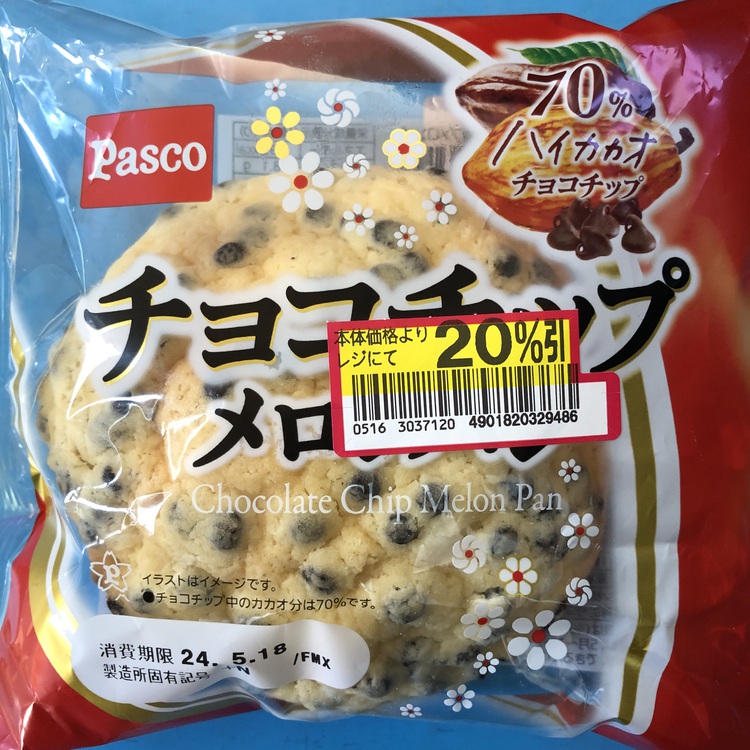 Pasco
70%
ハイカカオ
チョコチップ
チョコチップ
本体価格より
レジにて
20%引
0516 3037120 4901820329486
メロ
Chocolate Chip Melon Pan
イラストはイメージです。
●チョコチップ中のカカオ分は70%です。
消費期限 24. 5.18
製造所固有記号 /FMX